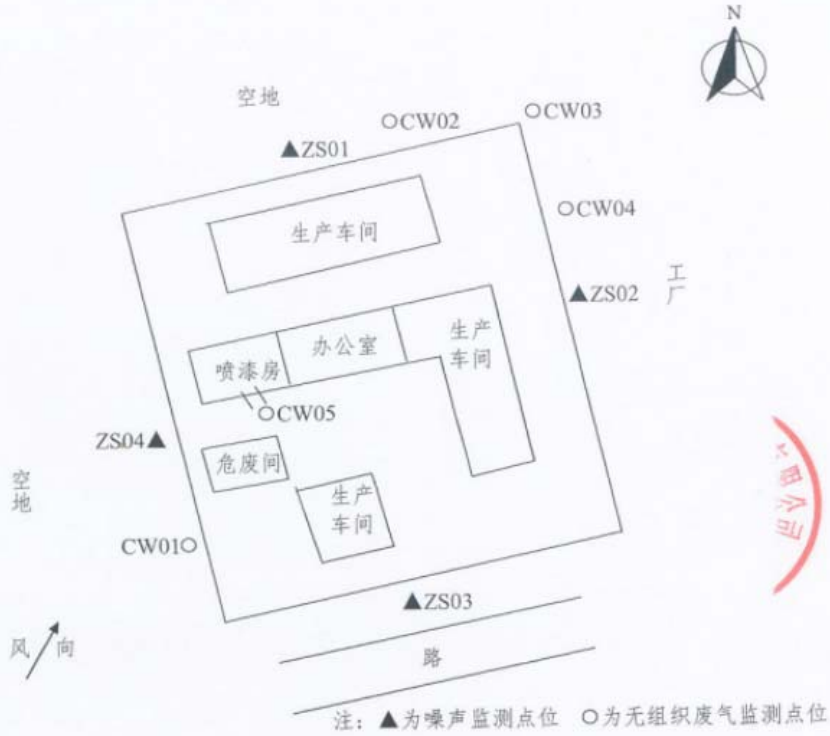 N
空地
○CW02
○CW03
▲ZS01
○CW04
生产车间
工厂
▲ZS02
生产
车间
办公室
喷漆房
○CW05
ZS04▲
危废间
空地
生产
车间
CW01○
▲ZS03
风向
路
注：▲为噪声监测点位 ○为无组织废气监测点位